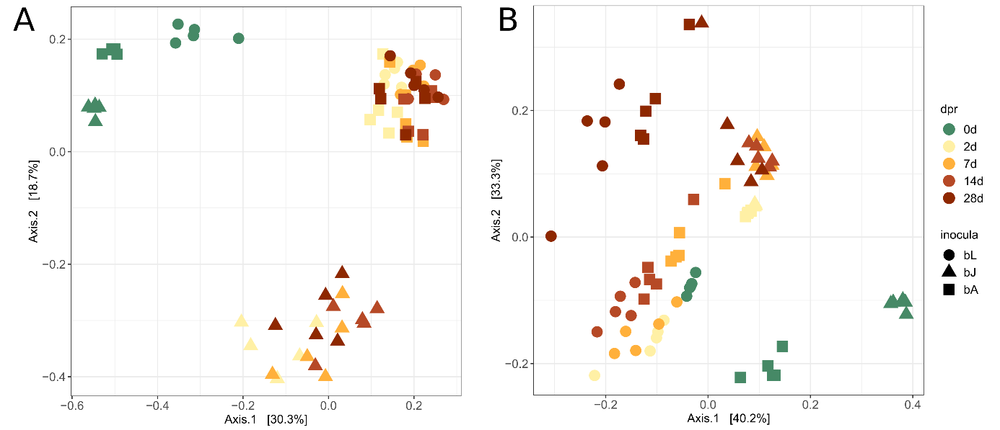 A
0.2
0.0
−0.2
−0.4
Axis.2 [18.7%]
−0.6
−0.4
−0.2
0.0
0.2
Axis.1 [30.3%]
B
0.2
0.0
−0.2
Axis.2 [33.3%]
−0.2
0.0
0.2
0.4
Axis.1 [40.2%]
dpr
0d
2d
7d
14d
28d
inocula
bL
bJ
bA